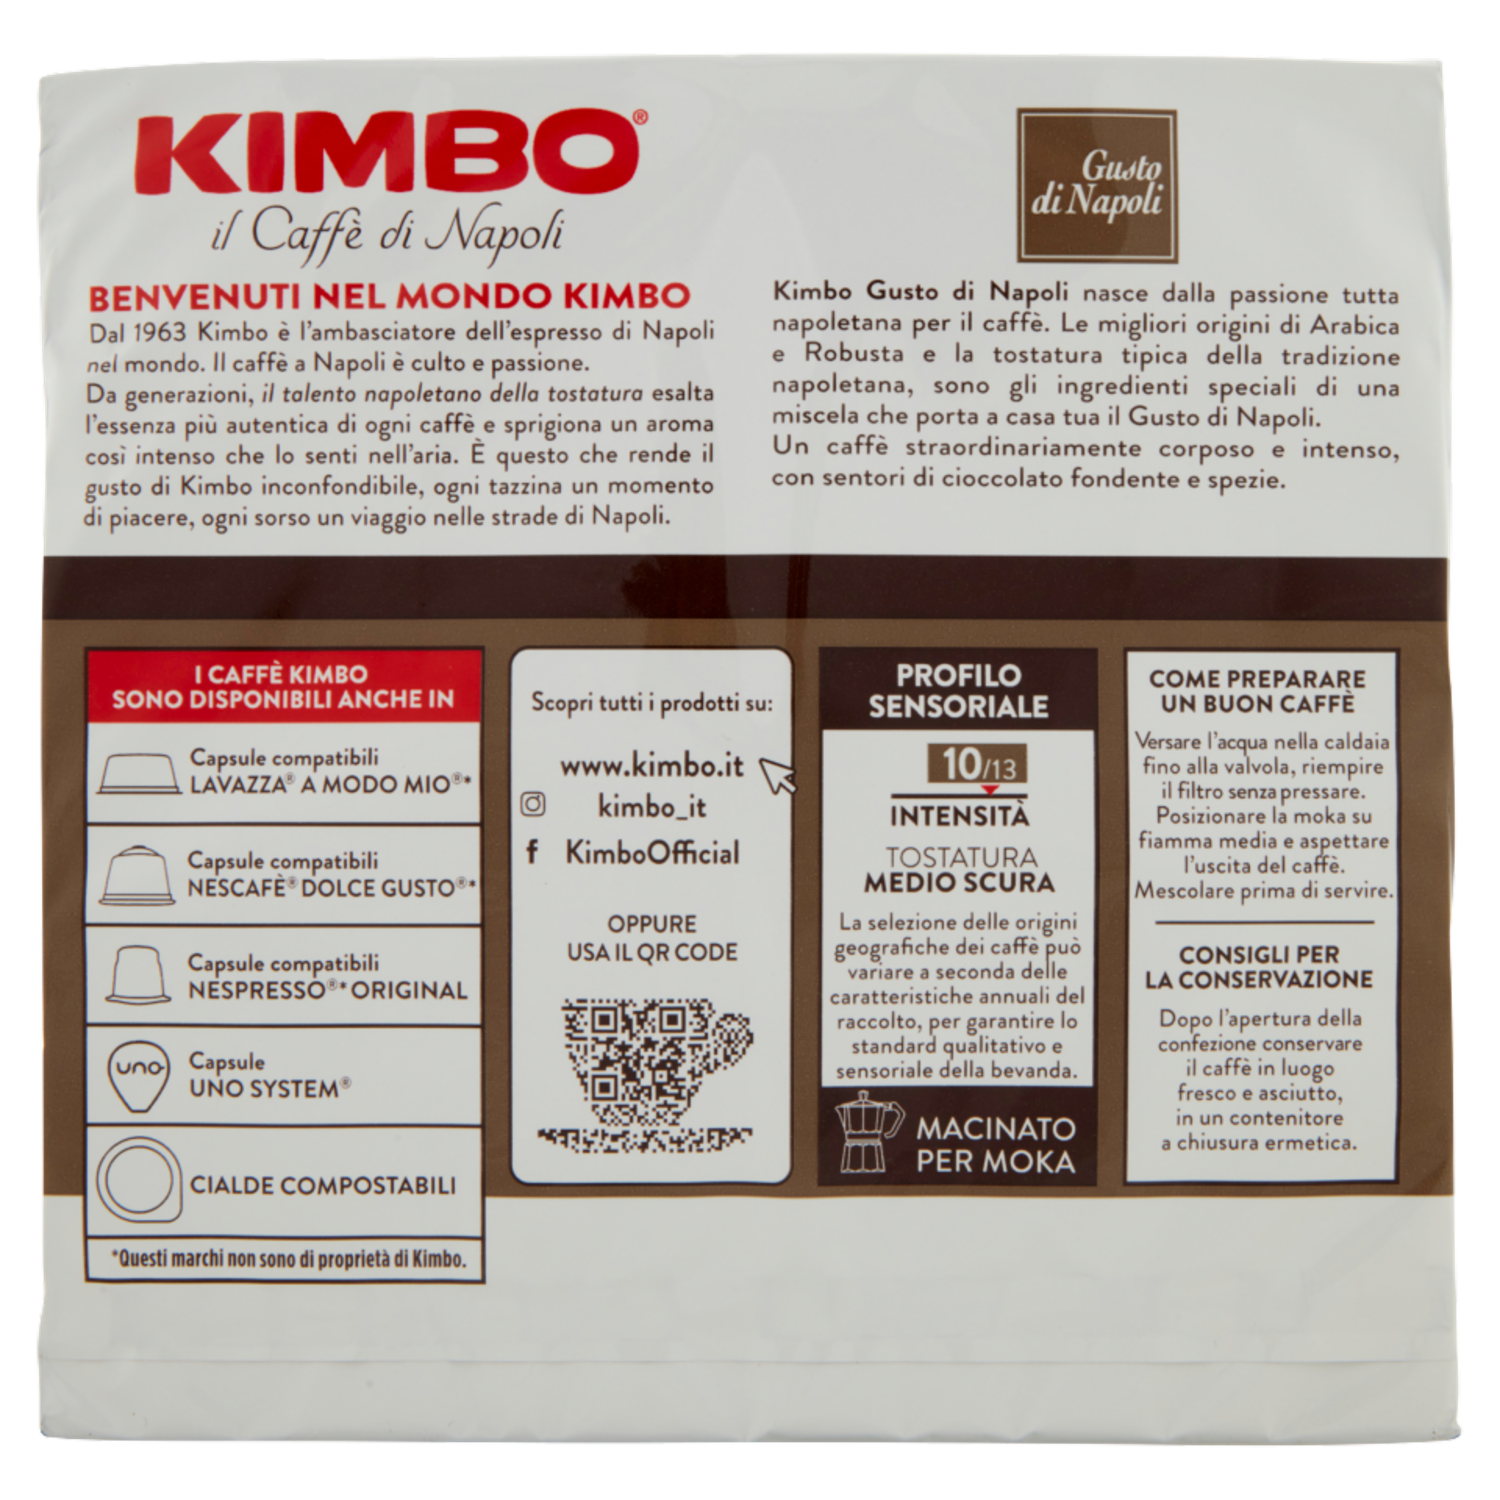 KIMBO®
il Caffè di Napoli
BENVENUTI NEL MONDO KIMBO
Dal 1963 Kimbo è l'ambasciatore dell'espresso di Napoli
nel mondo. Il caffè a Napoli è culto e passione.
Da generazioni, il talento napoletano della tostatura esalta
l'essenza più autentica di ogni caffè e sprigiona un aroma
così intenso che lo senti nell'aria. È questo che rende il
gusto di Kimbo inconfondibile, ogni tazzina un momento
di piacere, ogni sorso un viaggio nelle strade di Napoli.
Gusto
di Napoli
Kimbo Gusto di Napoli nasce dalla passione tutta
napoletana per il caffè. Le migliori origini di Arabica
e Robusta e la tostatura tipica della tradizione
napoletana, sono gli ingredienti speciali di una
miscela che porta a casa tua il Gusto di Napoli.
Un caffè straordinariamente corposo e intenso,
con sentori di cioccolato fondente e spezie.
I CAFFÈ KIMBO
SONO DISPONIBILI ANCHE IN
Capsule compatibili
LAVAZZA® A MODO MIO®*
Capsule compatibili
NESCAFÈ® DOLCE GUSTO®*
Capsule compatibili
NESPRESSO®* ORIGINAL
uno
Capsule
UNO SYSTEM®
CIALDE COMPOSTABILI
*Questi marchi non sono di proprietà di Kimbo.
Scopri tutti i prodotti su:
www.kimbo.it
kimbo_it
f KimboOfficial
OPPURE
USA IL QR CODE
PROFILO
SENSORIALE
10/13
INTENSITÀ
TOSTATURA
MEDIO SCURA
La selezione delle origini
geografiche dei caffè può
variare a seconda delle
caratteristiche annuali del
raccolto, per garantire lo
standard qualitativo e
sensoriale della bevanda.
MACINATO
PER MOKA
COME PREPARARE
UN BUON CAFFÈ
Versare l'acqua nella caldaia
fino alla valvola, riempire
il filtro senza pressare.
Posizionare la moka su
fiamma media e aspettare
l'uscita del caffè.
Mescolare prima di servire.
CONSIGLI PER
LA CONSERVAZIONE
Dopo l'apertura della
confezione conservare
il caffè in luogo
fresco e asciutto,
in un contenitore
a chiusura ermetica.